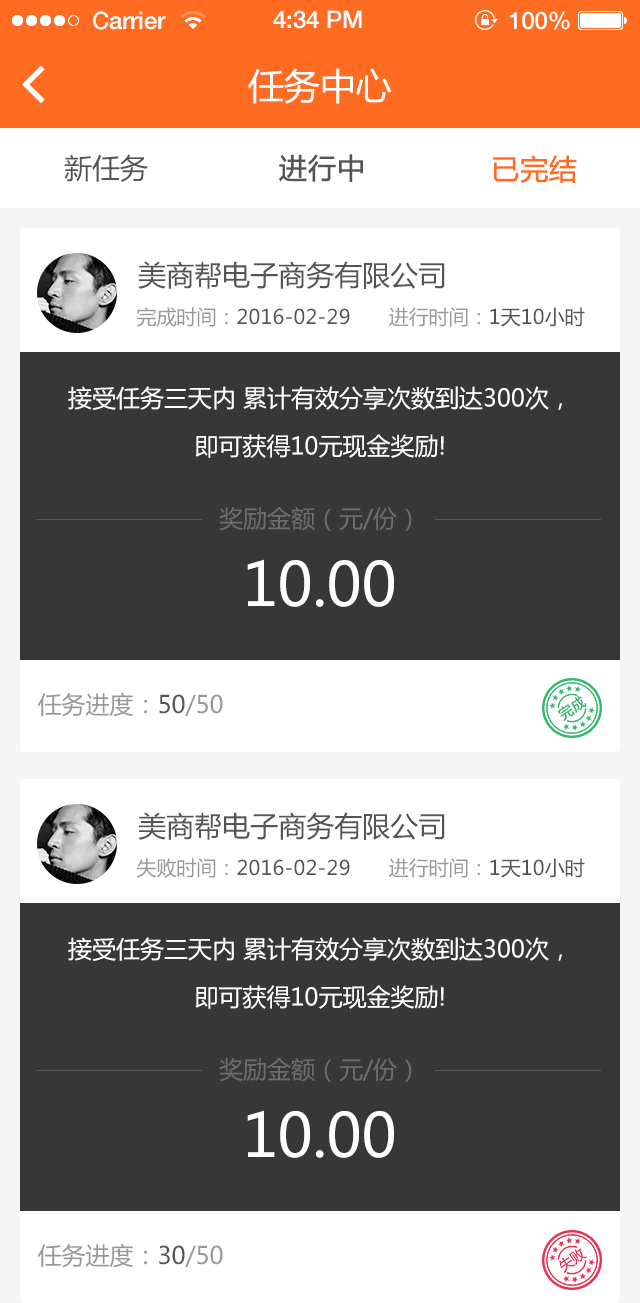 Carrier 4:34 PM 100%
任务中心
新任务 进行中 已完结
美商帮电子商务有限公司
完成时间：2016-02-29 进行时间：1天10小时
接受任务三天内 累计有效分享次数到达300次，
即可获得10元现金奖励!
奖励金额（元/份）
10.00
任务进度：50/50
完成
美商帮电子商务有限公司
失败时间：2016-02-29 进行时间：1天10小时
接受任务三天内 累计有效分享次数到达300次，
即可获得10元现金奖励!
奖励金额（元/份）
10.00
任务进度：30/50
失败